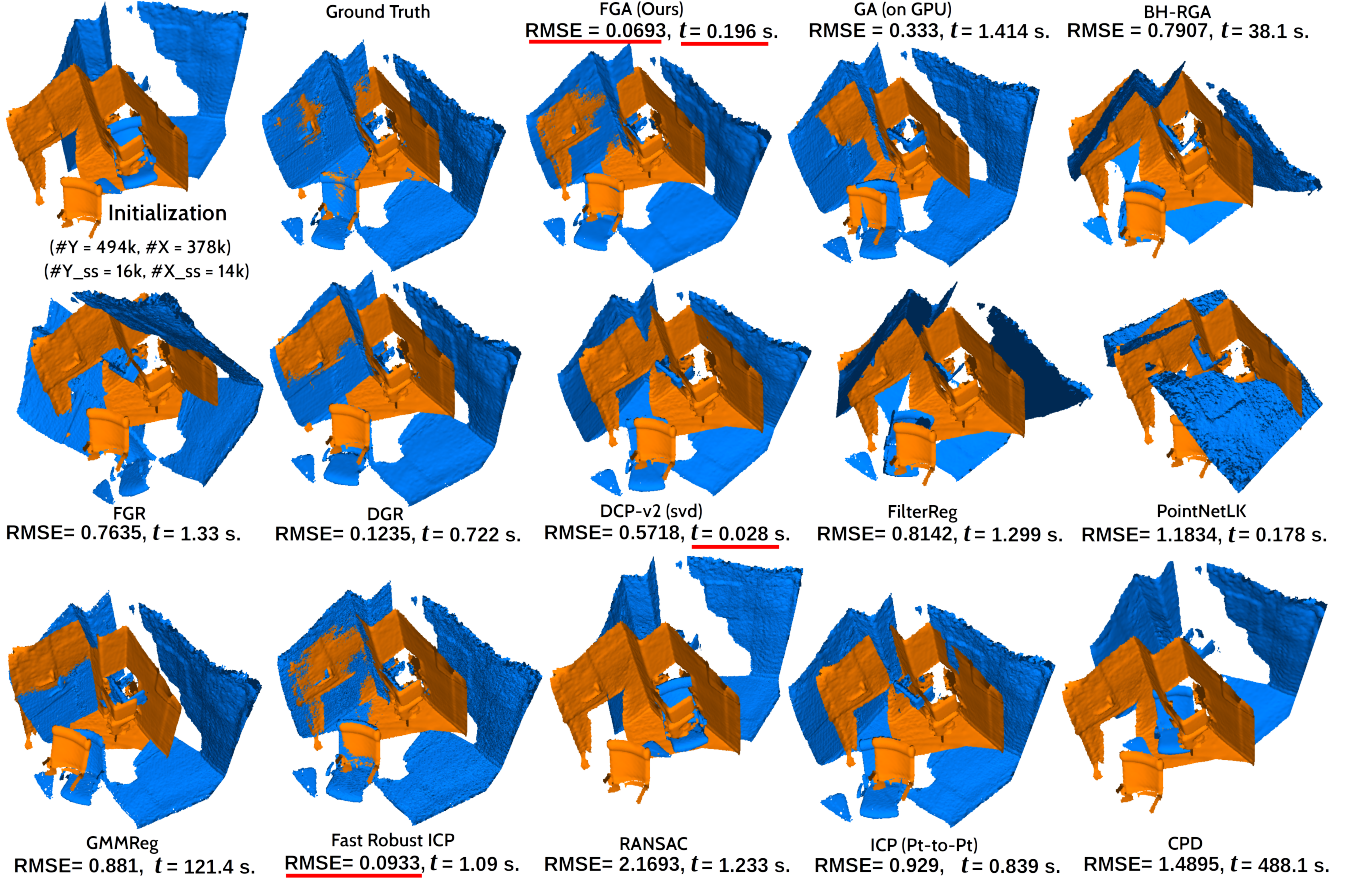 Ground Truth
FGA (Ours)
RMSE = 0.0693, t = 0.196 s.
GA (on GPU)
RMSE = 0.333, t = 1.414 s.
BH-RGA
RMSE = 0.7907, t = 38.1 s.
Initialization
(#Y = 494k, #X = 378k)
(#Y_ss = 16k, #X_ss = 14k)
FGR
RMSE= 0.7635, t = 1.33 s.
DGR
RMSE= 0.1235, t = 0.722 s.
DCP-v2 (svd)
RMSE= 0.5718, t = 0.028 s.
FilterReg
RMSE= 0.8142, t = 1.299 s.
PointNetLK
RMSE= 1.1834, t = 0.178 s.
GMMReg
RMSE= 0.881, t = 121.4 s.
Fast Robust ICP
RMSE= 0.0933, t = 1.09 s.
RANSAC
RMSE= 2.1693, t = 1.233 s.
ICP (Pt-to-Pt)
RMSE= 0.929, t = 0.839 s.
CPD
RMSE= 1.4895, t = 488.1 s.